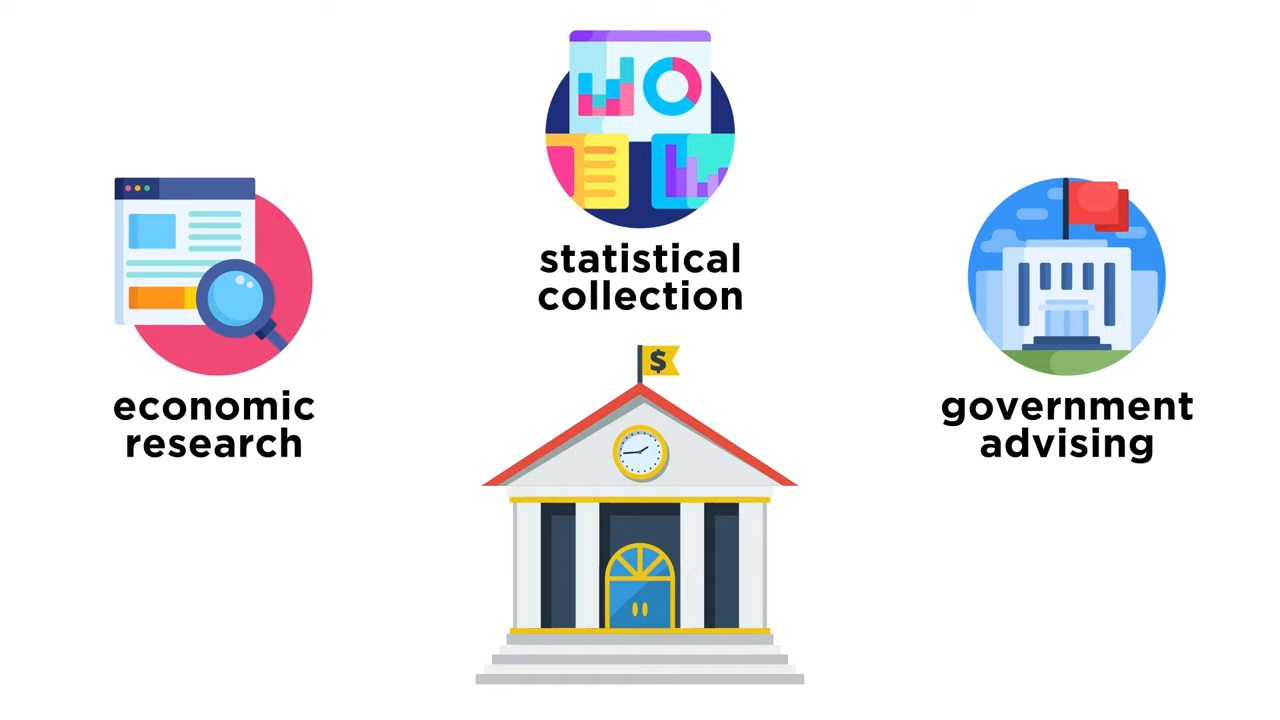 statistical
collection
economic
research
government
advising
$